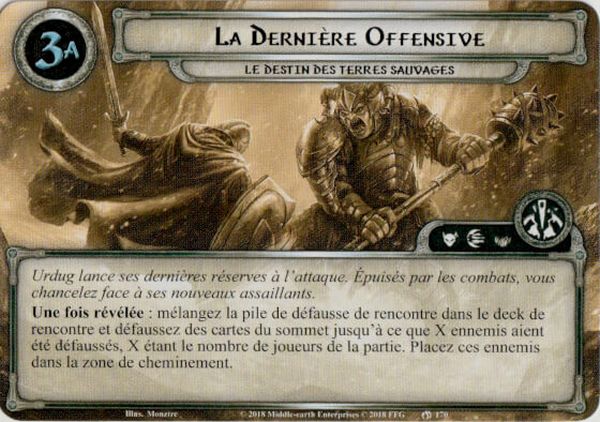 3A
La Dernière Offensive
Le Destin des Terres Sauvages
Urdug lance ses dernières réserves à l'attaque. Épuisés par les combats, vous
chancelez face à ses nouveaux assaillants.
Une fois révélée : mélangez la pile de défausse de rencontre dans le deck de
rencontre et défaussez des cartes du sommet jusqu'à ce que X ennemis aient
été défaussés, X étant le nombre de joueurs de la partie. Placez ces ennemis
dans la zone de cheminement.
Illus. Monztre © 2018 Middle-earth Enterprises © 2018 FFG 170